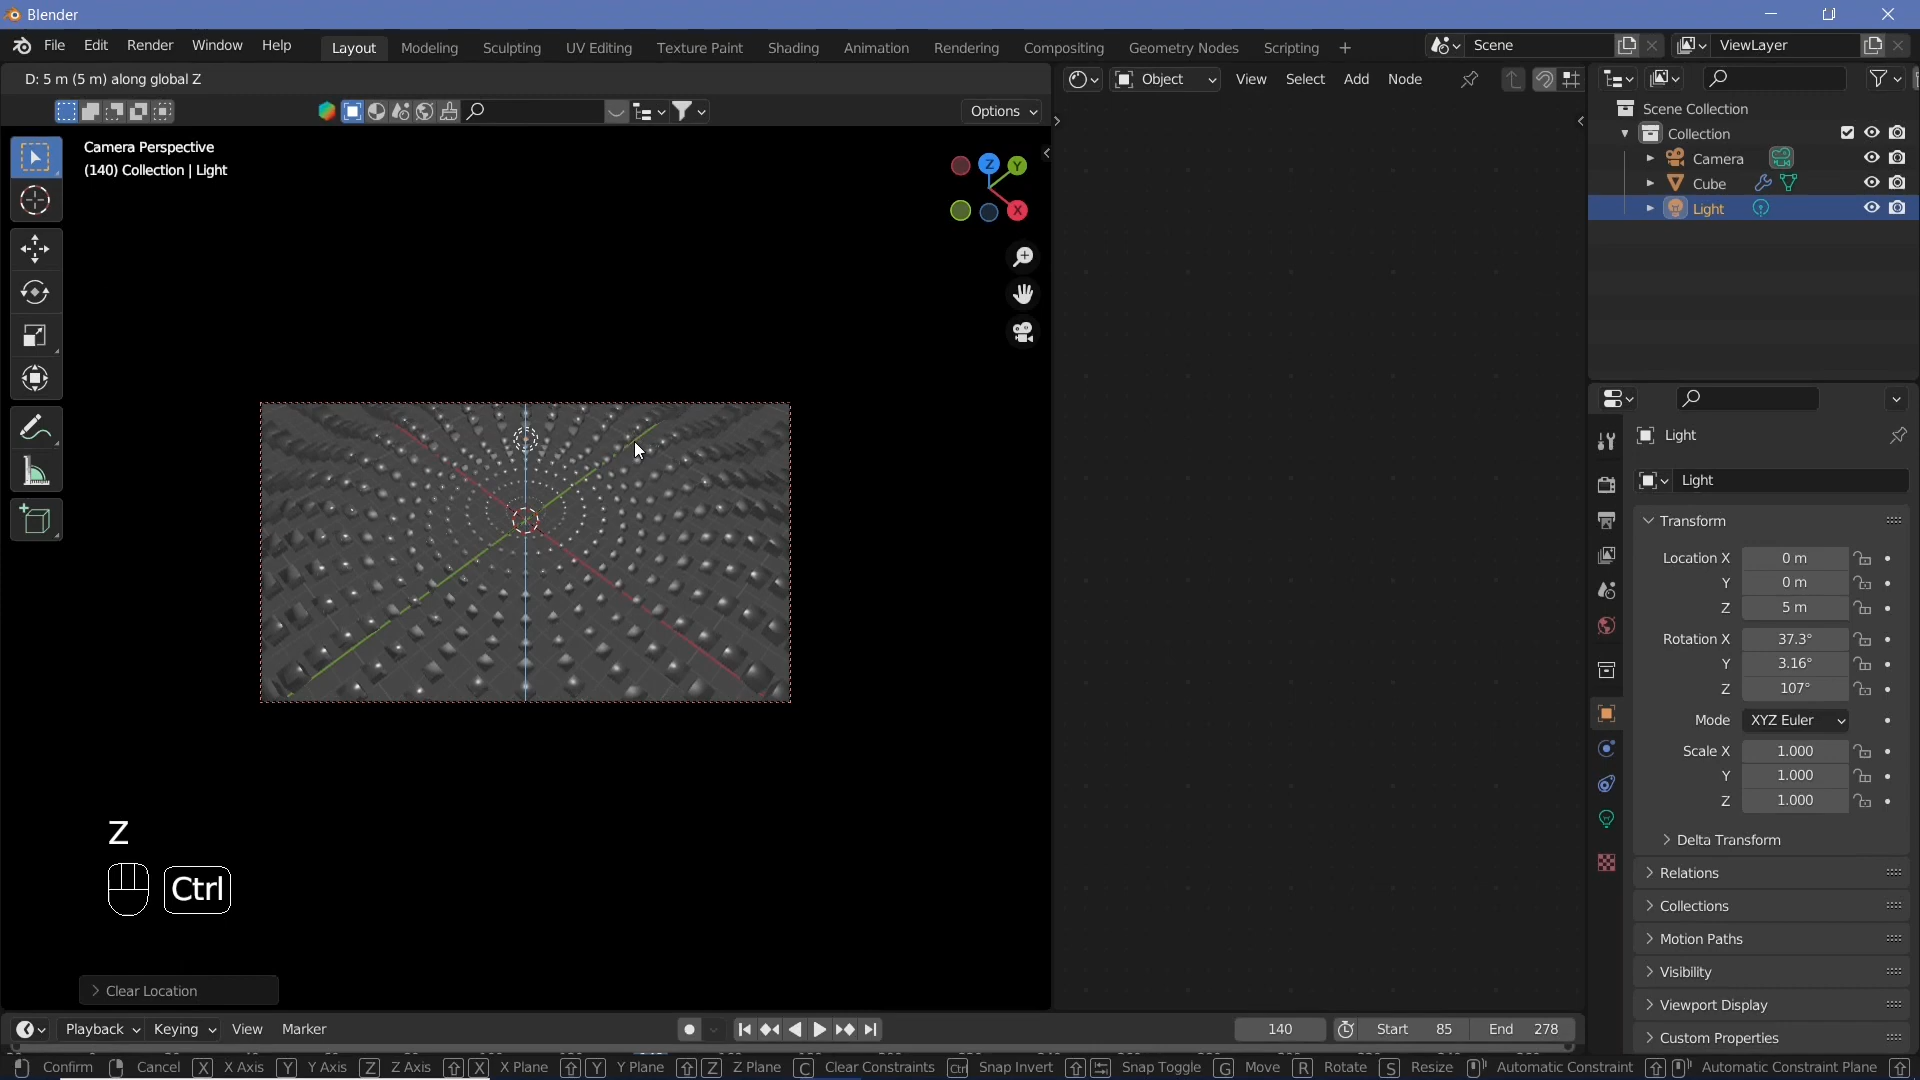 Blender
File Edit Render Window Help Layout Modeling Sculpting UV Editing Texture Paint Shading Animation Rendering Compositing Geometry Nodes Scripting + Scene ViewLayer
D: 5 m (5 m) along global Z
Object View Select Add Node
Options
Camera Perspective
(140) Collection | Light
Z Y X
Scene Collection
Collection
Camera
Cube
Light
Light
Light
Transform
Location X 0 m
Y 0 m
Z 5 m
Rotation X 37.3°
Y 3.16°
Z 107°
Mode XYZ Euler
Scale X 1.000
Y 1.000
Z 1.000
Delta Transform
Relations
Collections
Motion Paths
Visibility
Viewport Display
Custom Properties
Z
Ctrl
Clear Location
Playback Keying View Marker 140 Start 85 End 278
Confirm Cancel X X Axis Y Y Axis Z Z Axis X X Plane Y Y Plane Z Z Plane C Clear Constraints Ctrl Snap Invert Snap Toggle G Move R Rotate S Resize Automatic Constraint Automatic Constraint Plane